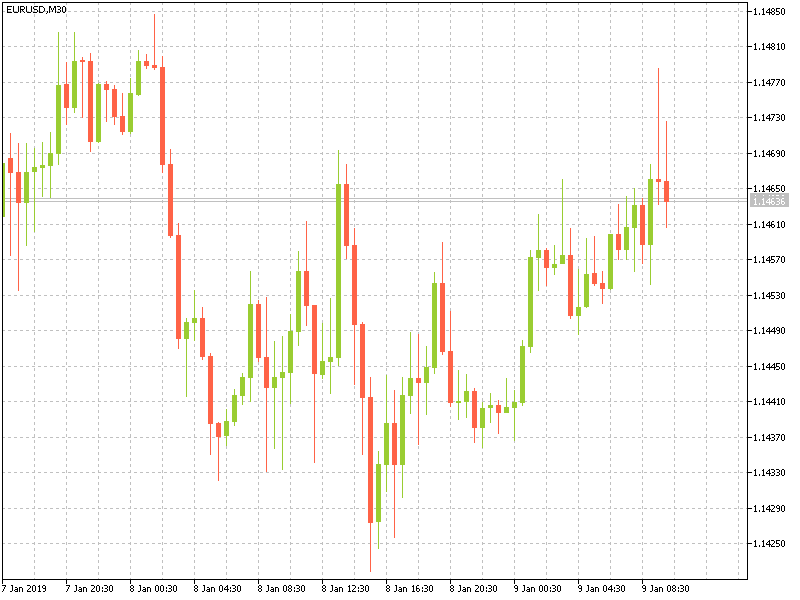 EURUSD,M30
1.14850
1.14810
1.14770
1.14730
1.14690
1.14650
1.14636
1.14610
1.14570
1.14530
1.14490
1.14450
1.14410
1.14370
1.14330
1.14290
1.14250
7 Jan 2019
7 Jan 20:30
8 Jan 00:30
8 Jan 04:30
8 Jan 08:30
8 Jan 12:30
8 Jan 16:30
8 Jan 20:30
9 Jan 00:30
9 Jan 04:30
9 Jan 08:30